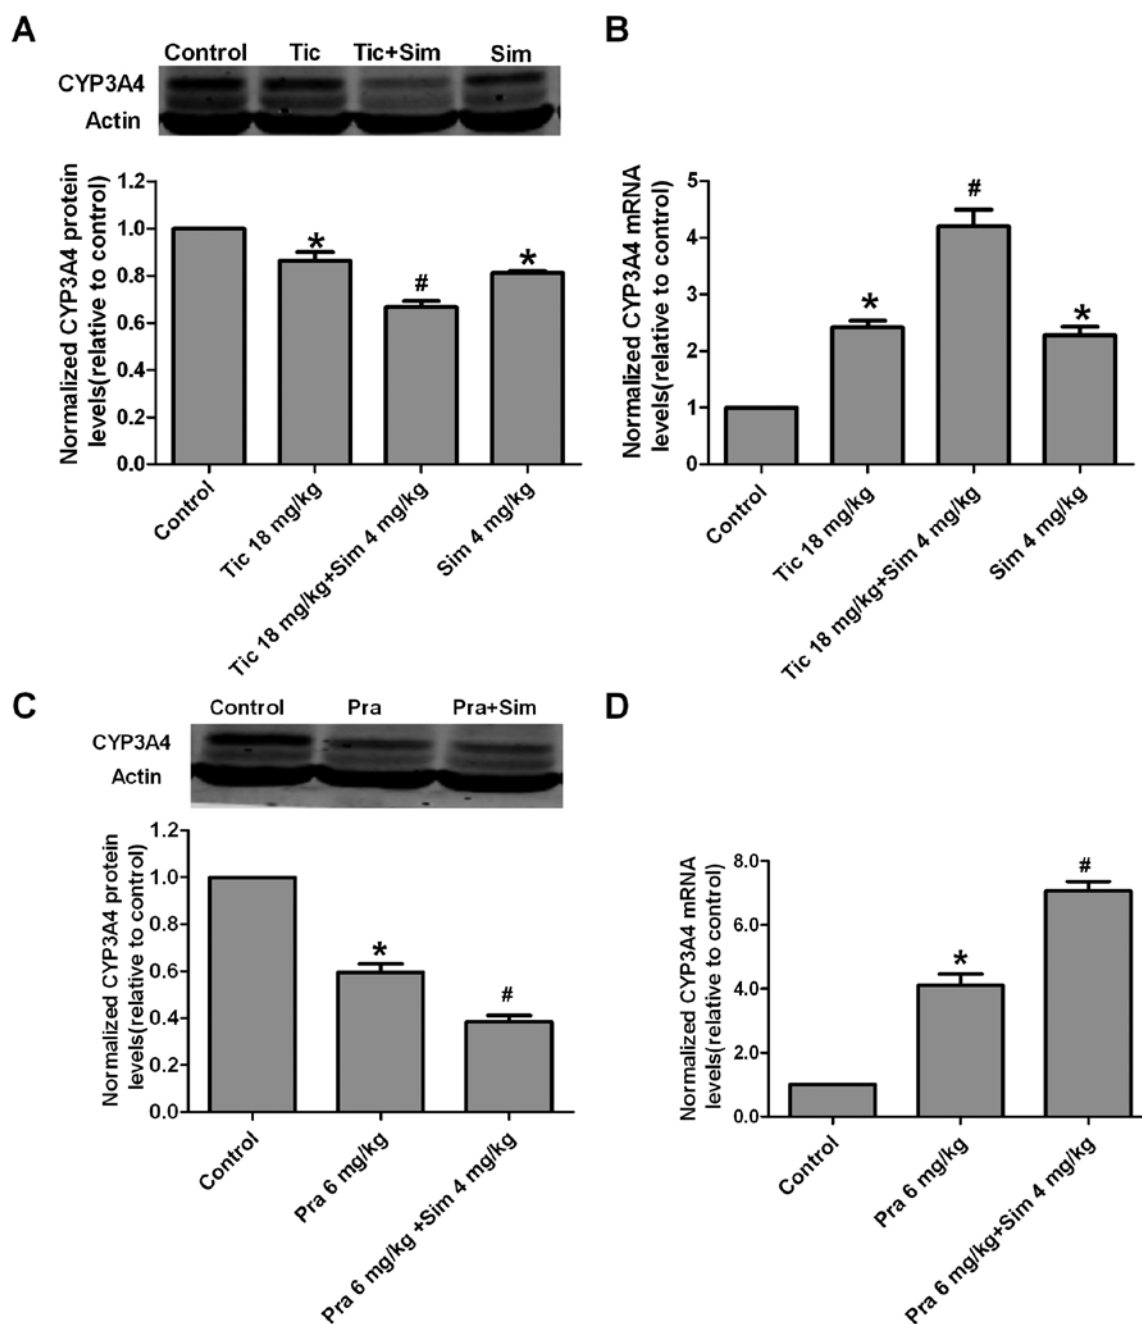 A
Control Tic Tic+Sim Sim
CYP3A4
Actin
Normalized CYP3A4 protein
levels(relative to control)
1.2
1.0
0.8
0.6
0.4
0.2
0.0
*
#
*
Control
Tic 18 mg/kg
Tic 18 mg/kg+Sim 4 mg/kg
Sim 4 mg/kg
B
Normalized CYP3A4 mRNA
levels(relative to control)
5
4
3
2
1
0
*
#
*
Control
Tic 18 mg/kg
Tic 18 mg/kg+Sim 4 mg/kg
Sim 4 mg/kg
C
Control Pra Pra+Sim
CYP3A4
Actin
Normalized CYP3A4 protein
levels(relative to control)
1.2
1.0
0.8
0.6
0.4
0.2
0.0
*
#
Control
Pra 6 mg/kg
Pra 6 mg/kg +Sim 4 mg/kg
D
Normalized CYP3A4 mRNA
levels(relative to control)
8.0
6.0
4.0
2.0
0.0
*
#
Control
Pra 6 mg/kg
Pra 6 mg/kg+Sim 4 mg/kg